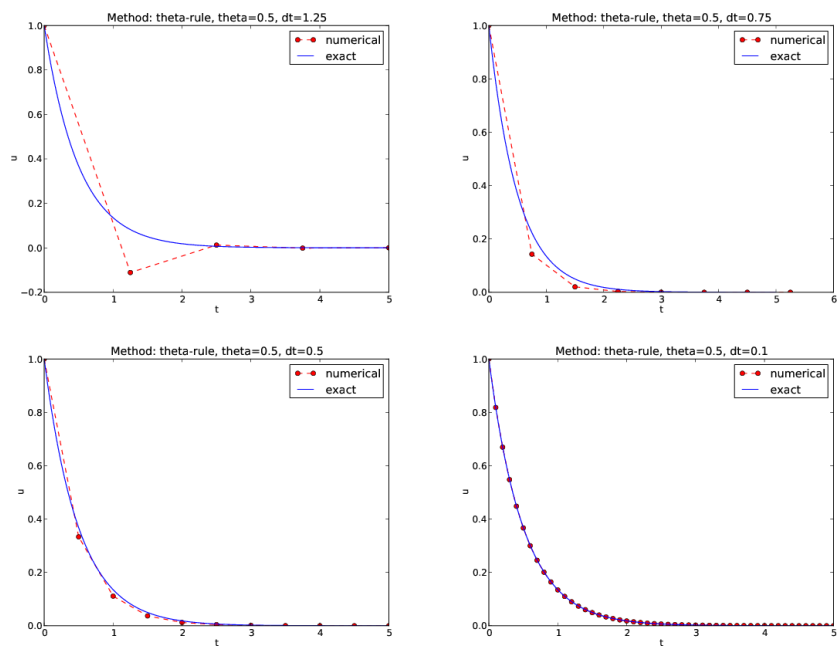 Method: theta-rule, theta=0.5, dt=1.25
1.0
0.8
0.6
0.4
0.2
0.0
−0.2
u
0 1 2 3 4 5
t
numerical
exact
Method: theta-rule, theta=0.5, dt=0.75
1.0
0.8
0.6
0.4
0.2
0.0
u
0 1 2 3 4 5 6
t
numerical
exact
Method: theta-rule, theta=0.5, dt=0.5
1.0
0.8
0.6
0.4
0.2
0.0
u
0 1 2 3 4 5
t
numerical
exact
Method: theta-rule, theta=0.5, dt=0.1
1.0
0.8
0.6
0.4
0.2
0.0
u
0 1 2 3 4 5
t
numerical
exact